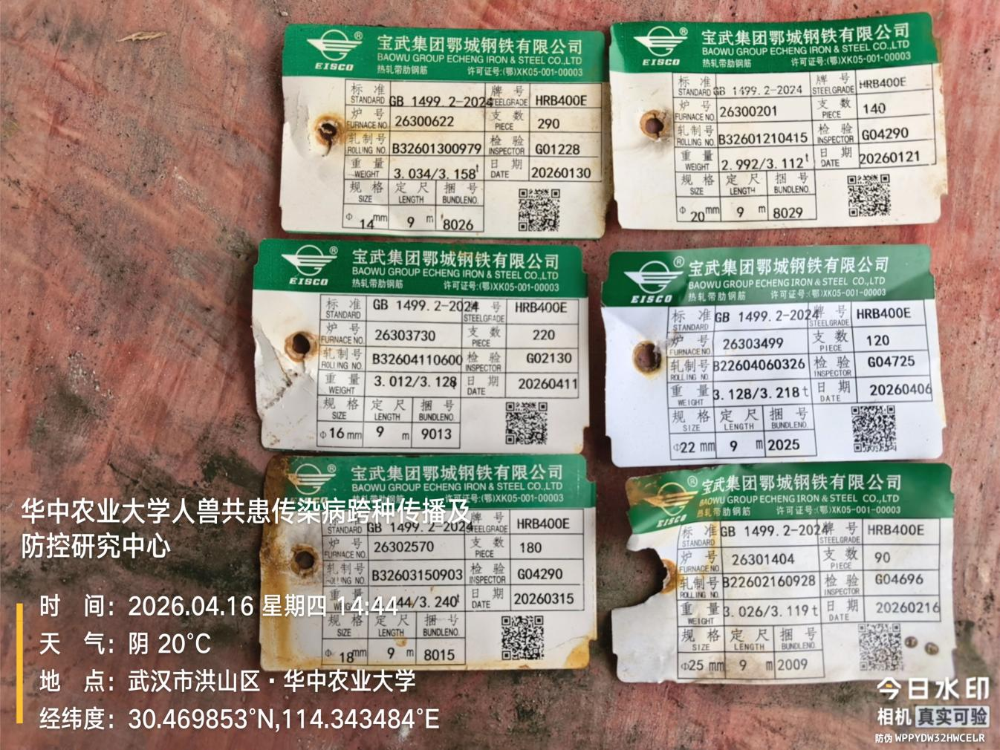 EISCO ®
宝武集团鄂城钢铁有限公司
BAOWU GROUP ECHENG IRON & STEEL CO.,LTD
热轧带肋钢筋 许可证号:(鄂)XK05-001-00003
标准 STANDARD GB 1499.2-2024 牌号 STEELGRADE HRB400E
炉号 FURNACE NO. 26300622 支数 PIECE 290
轧制号 ROLLING NO. B32601300979 检验 INSPECTOR G01228
重量 WEIGHT 3.034/3.158t 日期 DATE 20260130
规格 SIZE 定尺 LENGTH 捆号 BUNDLENO.
Φ 14mm 9 m 8026
EISCO ®
宝武集团鄂城钢铁有限公司
BAOWU GROUP ECHENG IRON & STEEL CO.,LTD
热轧带肋钢筋 许可证号:(鄂)XK05-001-00003
标准 STANDARD GB 1499.2-2024 牌号 STEELGRADE HRB400E
炉号 FURNACE NO. 26300201 支数 PIECE 140
轧制号 ROLLING NO. B32601210415 检验 INSPECTOR G04290
重量 WEIGHT 2.992/3.112t 日期 DATE 20260121
规格 SIZE 定尺 LENGTH 捆号 BUNDLENO.
Φ 20mm 9 m 8029
EISCO ®
宝武集团鄂城钢铁有限公司
BAOWU GROUP ECHENG IRON & STEEL CO.,LTD
热轧带肋钢筋 许可证号:(鄂)XK05-001-00003
标准 STANDARD GB 1499.2-2024 号 STEELGRADE HRB400E
炉号 FURNACE NO. 26303730 支数 PIECE 220
轧制号 ROLLING NO. B32604110600 检验 INSPECTOR G02130
重量 WEIGHT 3.012/3.128 日期 DATE 20260411
规格 SIZE 定尺 LENGTH 捆号 BUNDLENO.
Φ 16 mm 9 m 9013
EISCO ®
宝武集团鄂城钢铁有限公司
BAOWU GROUP ECHENG IRON & STEEL CO.,LTD
热轧带肋钢筋 许可证号:(鄂)XK05-001-00003
标准 STANDARD GB 1499.2-2024 牌号 STEELGRADE HRB400E
炉号 FURNACE NO. 26303499 支数 PIECE 120
轧制号 ROLLING NO. B22604060326 检验 INSPECTOR G04725
重量 WEIGHT 3.128/3.218 t 日期 DATE 20260406
规格 SIZE 定尺 LENGTH 捆号 BUNDLENO.
Φ22 mm 9 m 2025
®
宝武集团鄂城钢铁有限公司
BAOWU GROUP ECHENG IRON & STEEL CO.,LTD
热轧带肋钢筋 许可证号:(鄂)XK05-001-00003
STANDARD GB 1499.2-2024 STEELGRADE HRB400E
炉号 FURNACE NO. 26302570 支数 PIECE 180
轧制号 ROLLING NO. B32603150903 检验 INSPECTOR G04290
重量 WEIGHT 44/3.240t 日期 DATE 20260315
规格 SIZE 定尺 LENGTH 捆号 BUNDLENO.
Φ 18mm 9 m 8015
EISCO ®
宝武集团鄂城钢铁有限公司
BAOWU GROUP ECHENG IRON & STEEL CO.,LTD
热轧带肋钢筋 许可证号:(鄂)XK05-001-00003
标准 STANDARD GB 1499.2-2024 牌号 STEELGRADE HRB400E
炉号 FURNACE NO. 26301404 支数 PIECE 90
轧制号 ROLLING NO. B22602160928 检验 INSPECTOR G04696
重量 WEIGHT 3.026/3.119 t 日期 DATE 20260216
规格 SIZE 定尺 LENGTH 捆号 BUNDLENO.
Φ25 mm 9 m 2009
华中农业大学人兽共患传染病跨种传播及
防控研究中心
时 间: 2026.04.16 星期四 14:44
天 气: 阴 20°C
地 点: 武汉市洪山区·华中农业大学
经纬度: 30.469853°N,114.343484°E
今日水印
相机 真实可验
防伪 WPPYDW32HWCELR